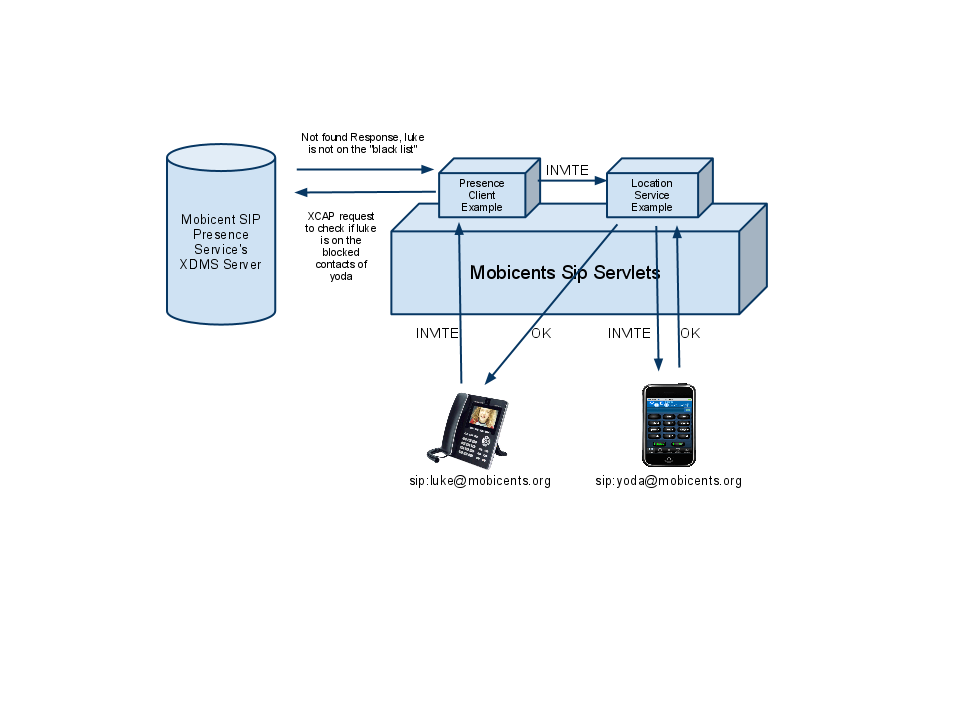 Not found Response, luke
is not on the "black list"
Mobicent SIP
Presence
Service's
XDMS Server
XCAP request
to check if luke
is on the
blocked
contacts of
yoda
Presence
Client
Example
INVITE
Location
Service
Example
Mobicents Sip Servlets
INVITE
OK
INVITE
OK
sip:luke@mobicents.org
sip:yoda@mobicents.org